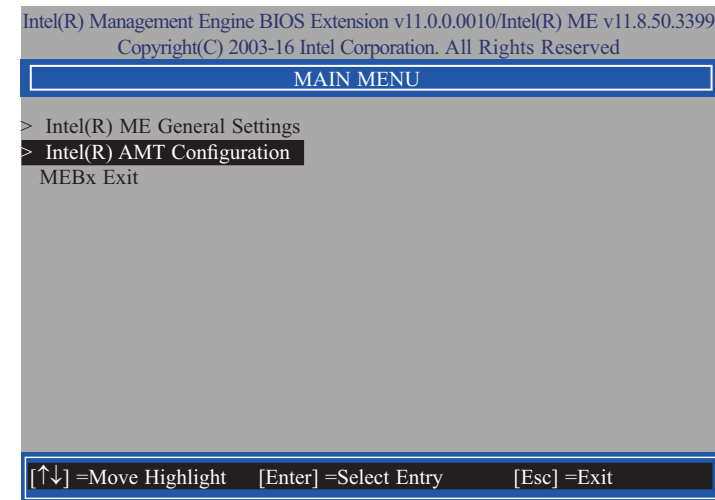 Intel(R) Management Engine BIOS Extension v11.0.0.0010/Intel(R) ME v11.8.50.3399
Copyright(C) 2003-16 Intel Corporation. All Rights Reserved
MAIN MENU
> Intel(R) ME General Settings
> Intel(R) AMT Configuration
MEBx Exit
[↑↓] =Move Highlight [Enter] =Select Entry [Esc] =Exit